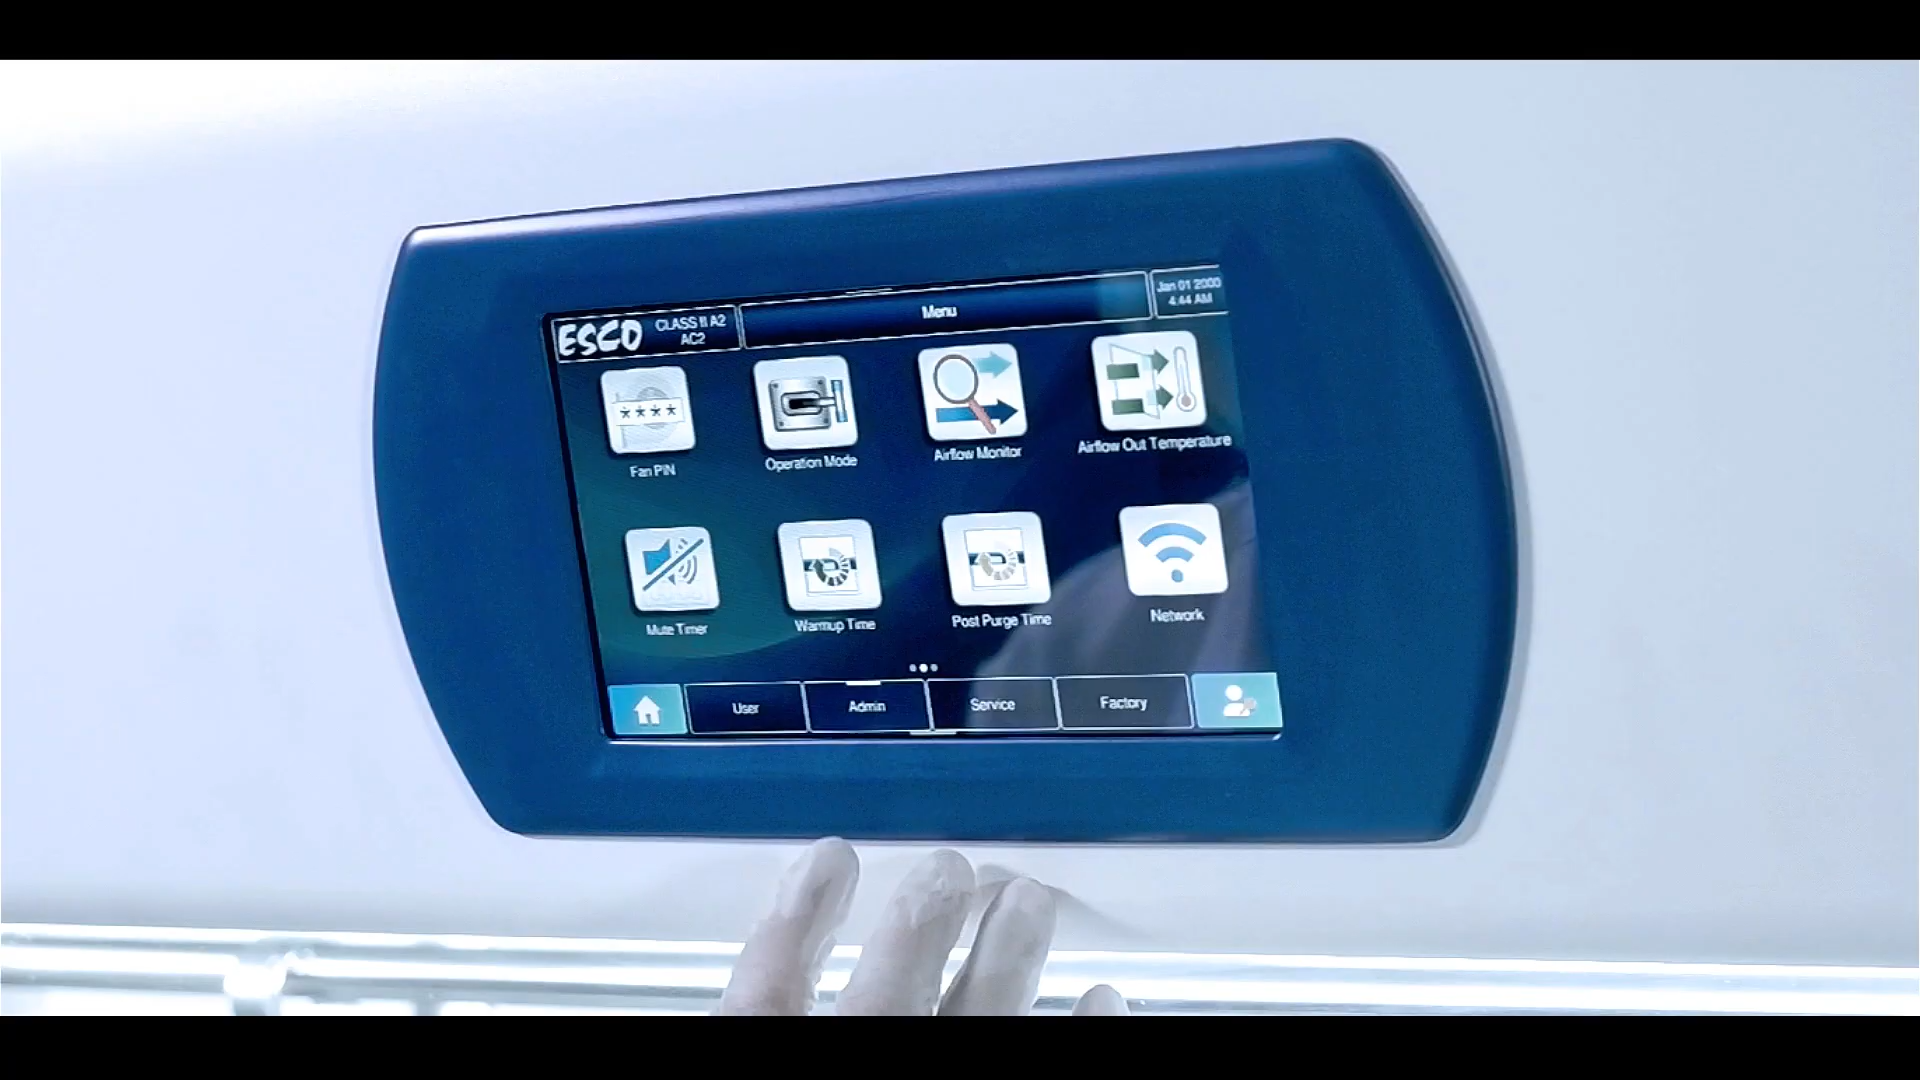 ESCO
CLASS II A2
AC2
Menu
Jan 01 2000
4:44 AM
****
Fan PIN
Operation Mode
Airflow Monitor
Airflow Out Temperature
Mute Timer
Warmup Time
Post Purge Time
Network
User
Admin
Service
Factory